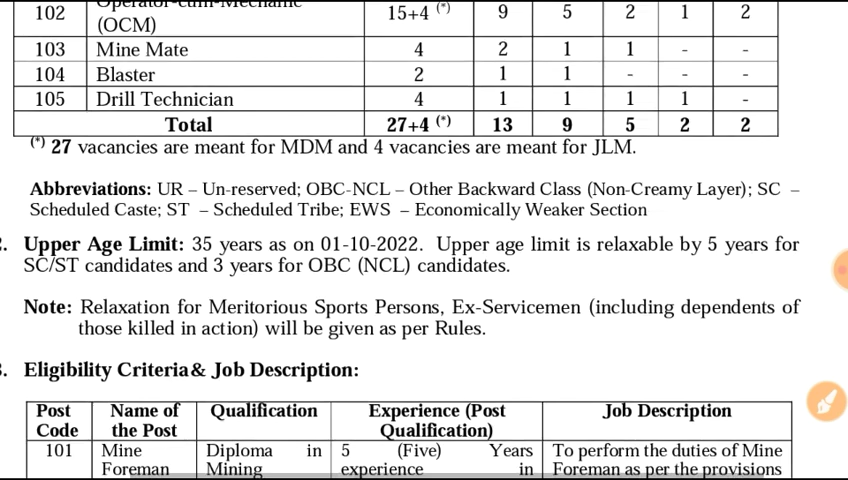 102 Operator-cum-Mechanic (OCM) 15+4 (*) 9 5 2 1 2
103 Mine Mate 4 2 1 1 - -
104 Blaster 2 1 1 - - -
105 Drill Technician 4 1 1 1 1 -
Total 27+4 (*) 13 9 5 2 2
(*) 27 vacancies are meant for MDM and 4 vacancies are meant for JLM.
Abbreviations: UR – Un-reserved; OBC-NCL – Other Backward Class (Non-Creamy Layer); SC –
Scheduled Caste; ST – Scheduled Tribe; EWS – Economically Weaker Section
. Upper Age Limit: 35 years as on 01-10-2022. Upper age limit is relaxable by 5 years for
SC/ST candidates and 3 years for OBC (NCL) candidates.
Note: Relaxation for Meritorious Sports Persons, Ex-Servicemen (including dependents of
those killed in action) will be given as per Rules.
. Eligibility Criteria & Job Description:
Post Name of Qualification Experience (Post Job Description
Code the Post Qualification)
101 Mine Diploma in 5 (Five) Years To perform the duties of Mine
Foreman Mining experience in Foreman as per the provisions